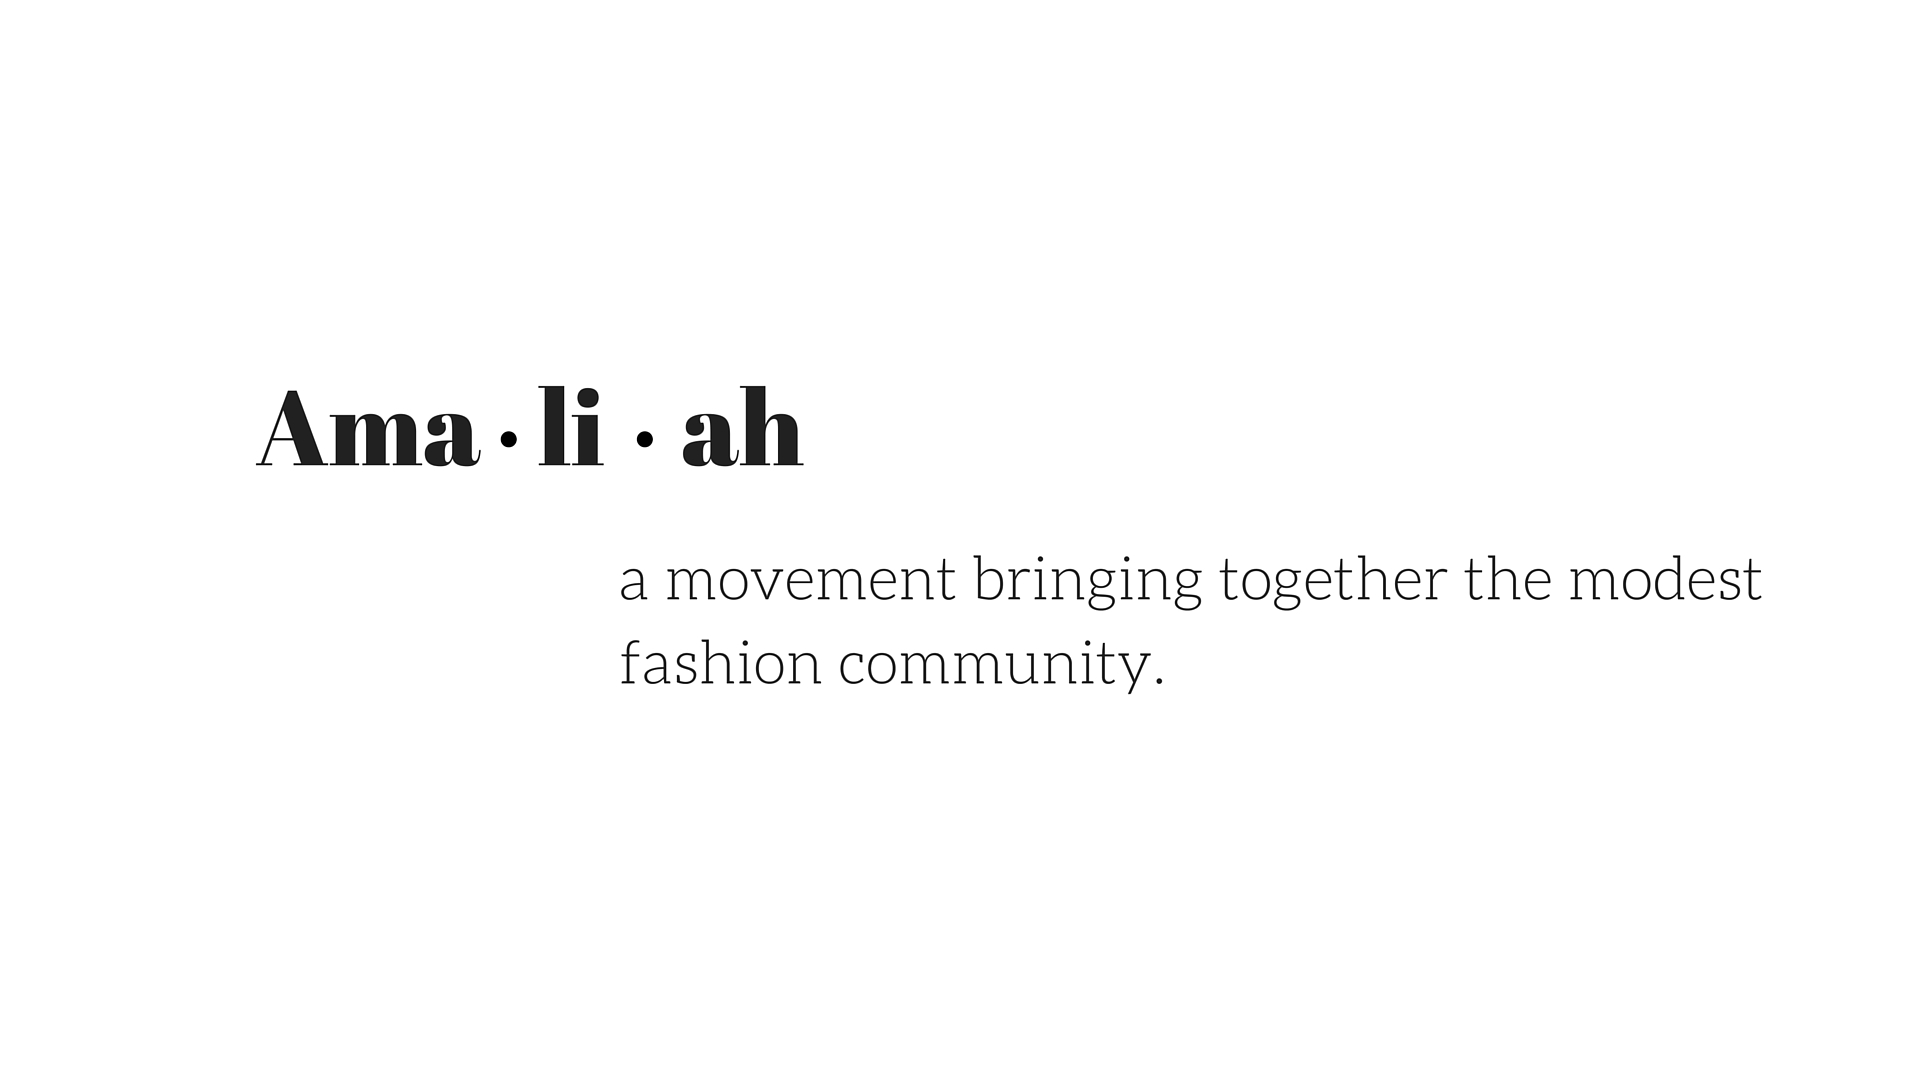 Ama · li · ah
a movement bringing together the modest
fashion community.